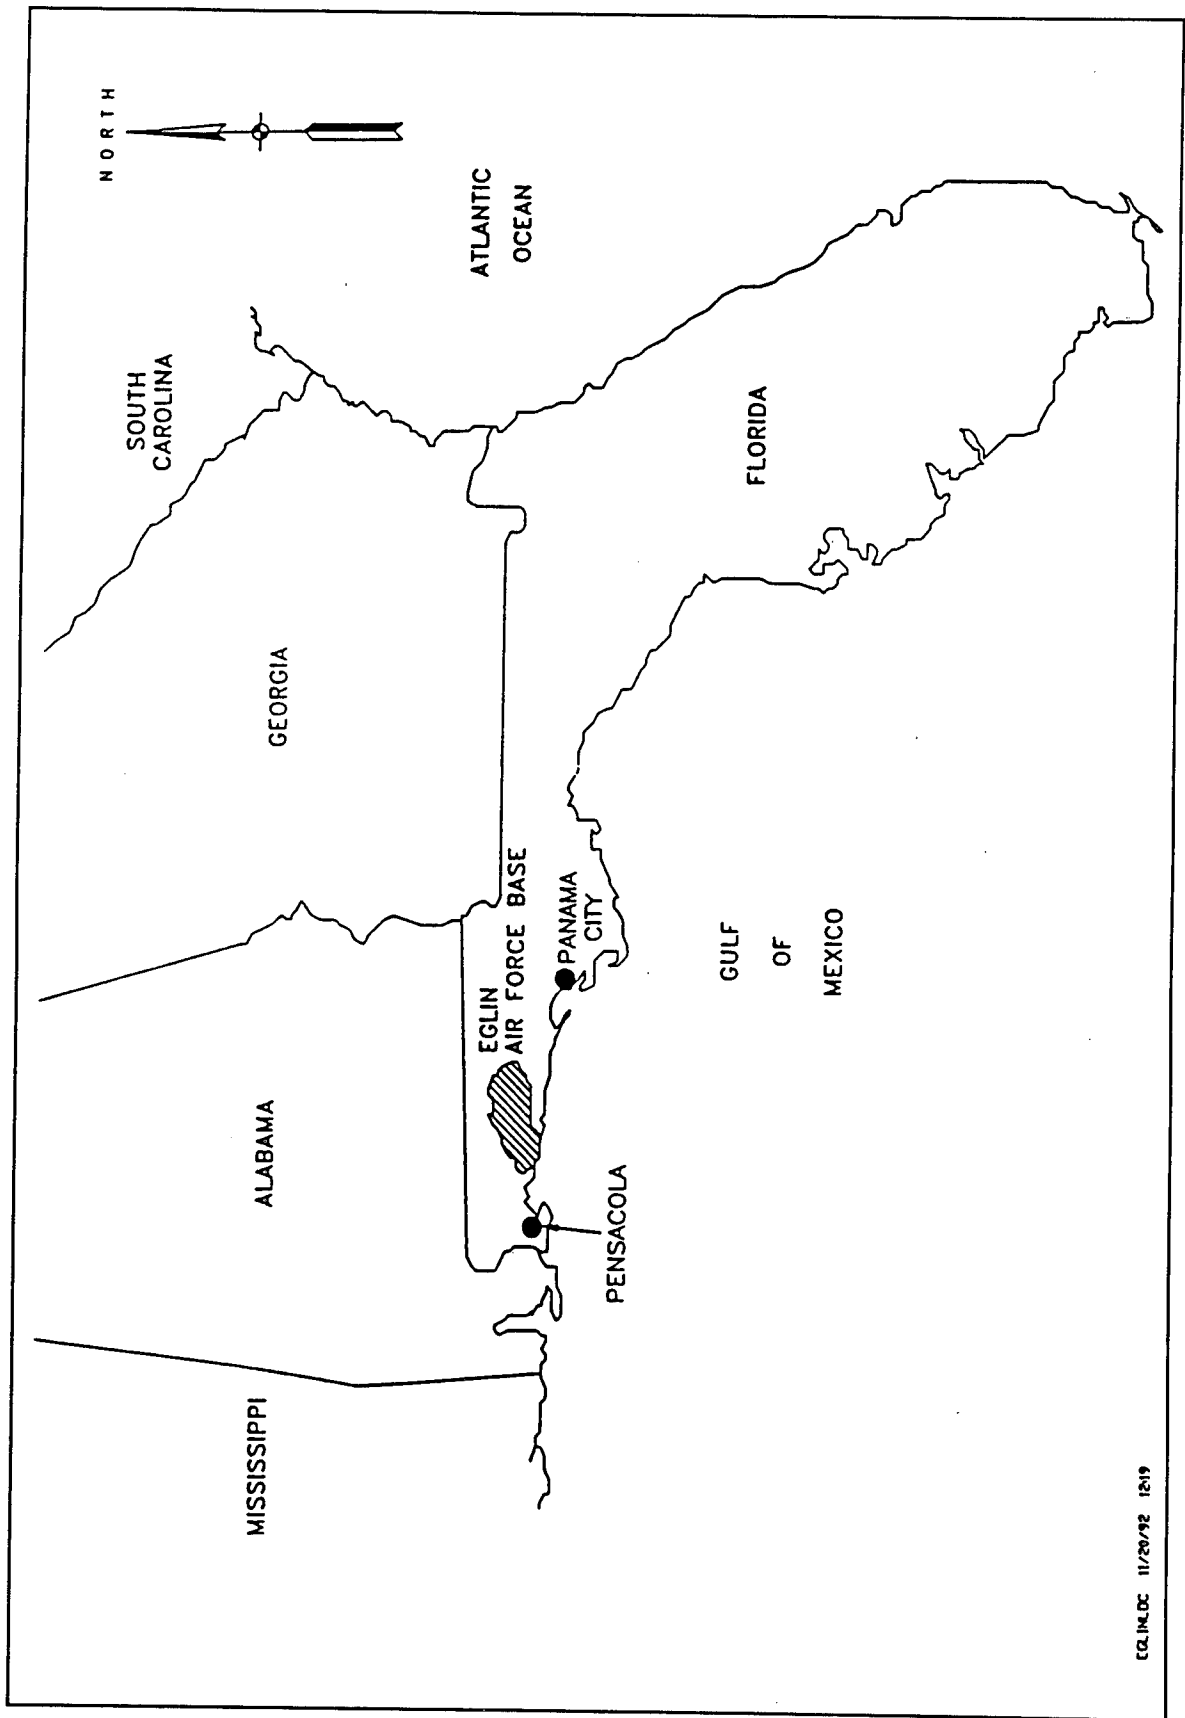 NORTH
SOUTH
CAROLINA
ATLANTIC
OCEAN
MISSISSIPPI
ALABAMA
GEORGIA
EGLIN
AIR FORCE BASE
PANAMA
CITY
PENSACOLA
FLORIDA
GULF
OF
MEXICO
11/20/92